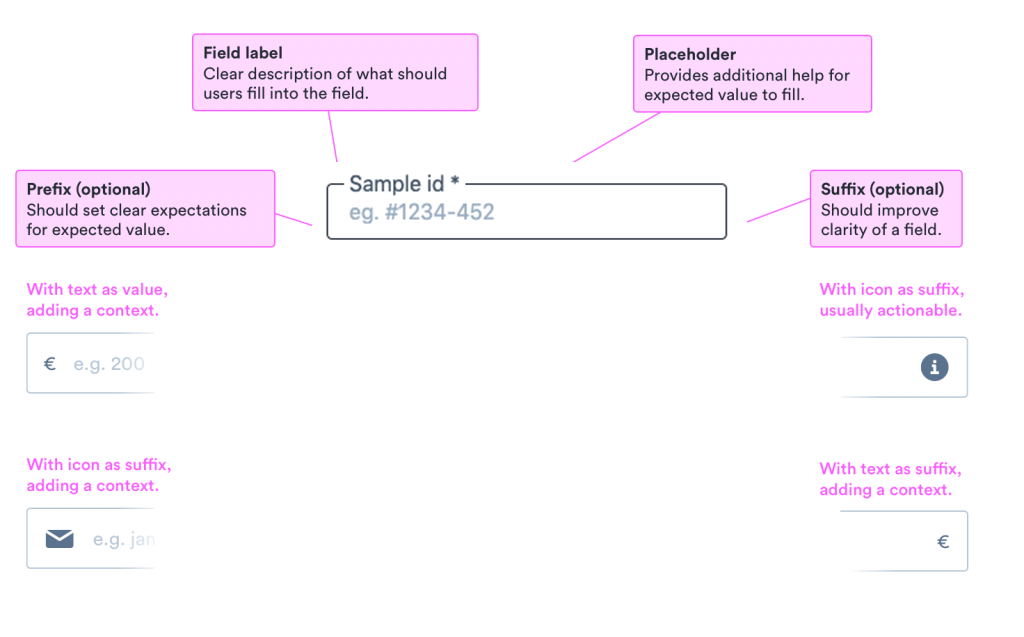 Field label
Clear description of what should
users fill into the field.
Placeholder
Provides additional help for
expected value to fill.
Prefix (optional)
Should set clear expectations
for expected value.
Sample id *
eg. #1234-452
Suffix (optional)
Should improve
clarity of a field.
With text as value,
adding a context.
€ e.g. 200
With icon as suffix,
usually actionable.
With icon as suffix,
adding a context.
e.g. jan
With text as suffix,
adding a context.
€